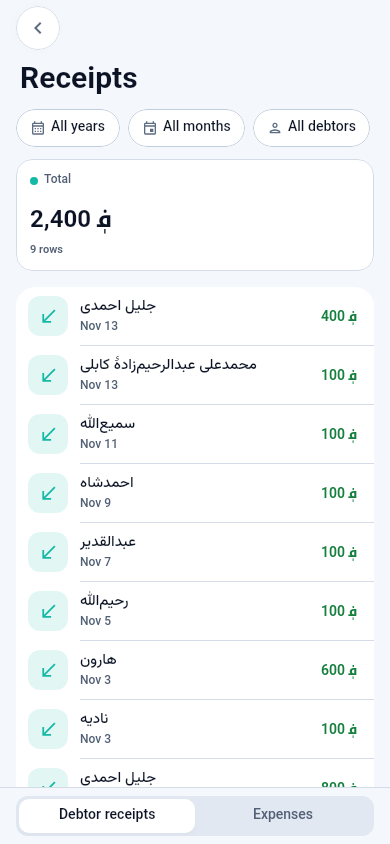 Receipts
All years
All months
All debtors
Total
2,400 ؋
9 rows
جلیل احمدی
Nov 13
400 ؋
محمدعلی عبدالرحیم‌زادهٔ کابلی
Nov 13
100 ؋
سمیع‌الله
Nov 11
100 ؋
احمدشاه
Nov 9
100 ؋
عبدالقدیر
Nov 7
100 ؋
رحیم‌الله
Nov 5
100 ؋
هارون
Nov 3
600 ؋
نادیه
Nov 3
100 ؋
جلیل احمدی
Debtor receipts
Expenses